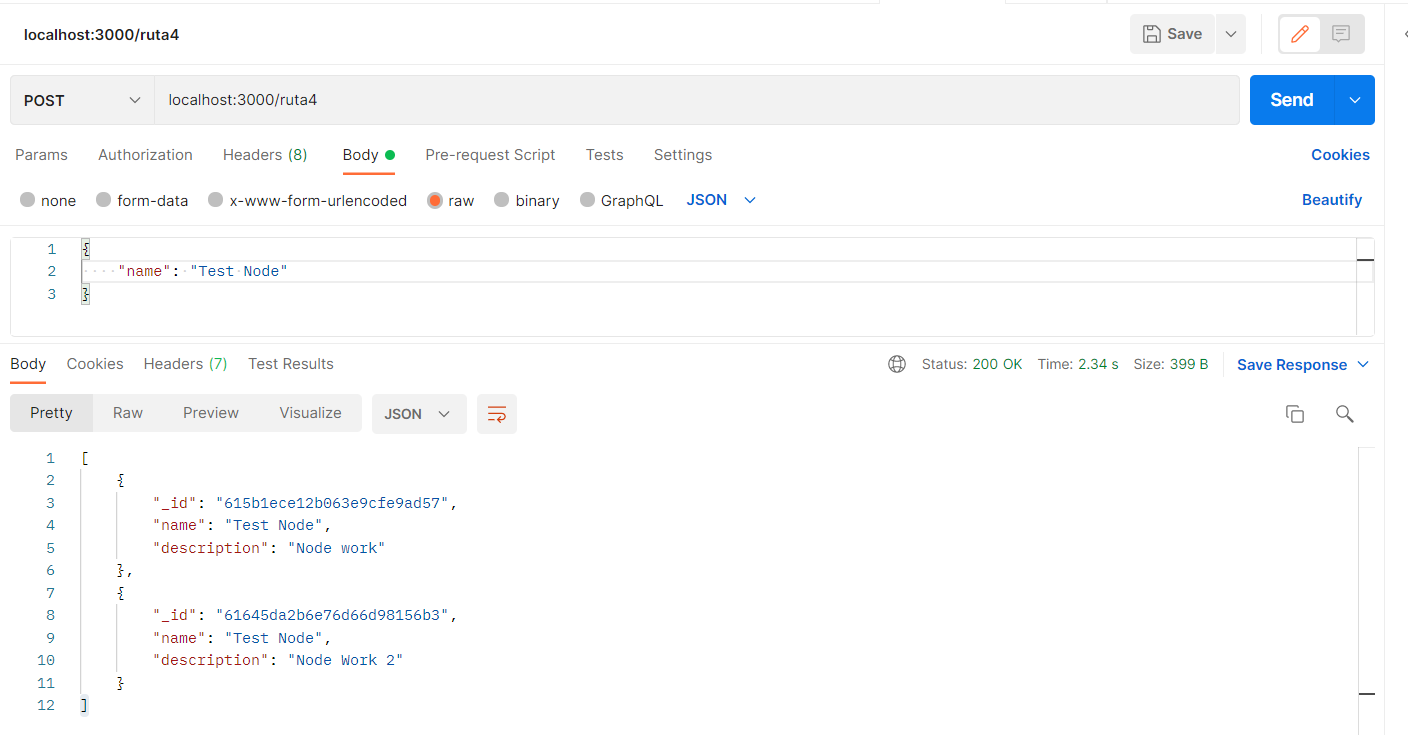 localhost:3000/ruta4
Save
POST
localhost:3000/ruta4
Send
Params Authorization Headers (8) Body Pre-request Script Tests Settings Cookies
none form-data x-www-form-urlencoded raw binary GraphQL JSON Beautify
1 {
2 ····"name":·"Test·Node"
3 }
Body Cookies Headers (7) Test Results Status: 200 OK Time: 2.34 s Size: 399 B Save Response
Pretty Raw Preview Visualize JSON
1 [
2 {
3 "_id": "615b1ece12b063e9cfe9ad57",
4 "name": "Test Node",
5 "description": "Node work"
6 },
7 {
8 "_id": "61645da2b6e76d66d98156b3",
9 "name": "Test Node",
10 "description": "Node Work 2"
11 }
12 ]